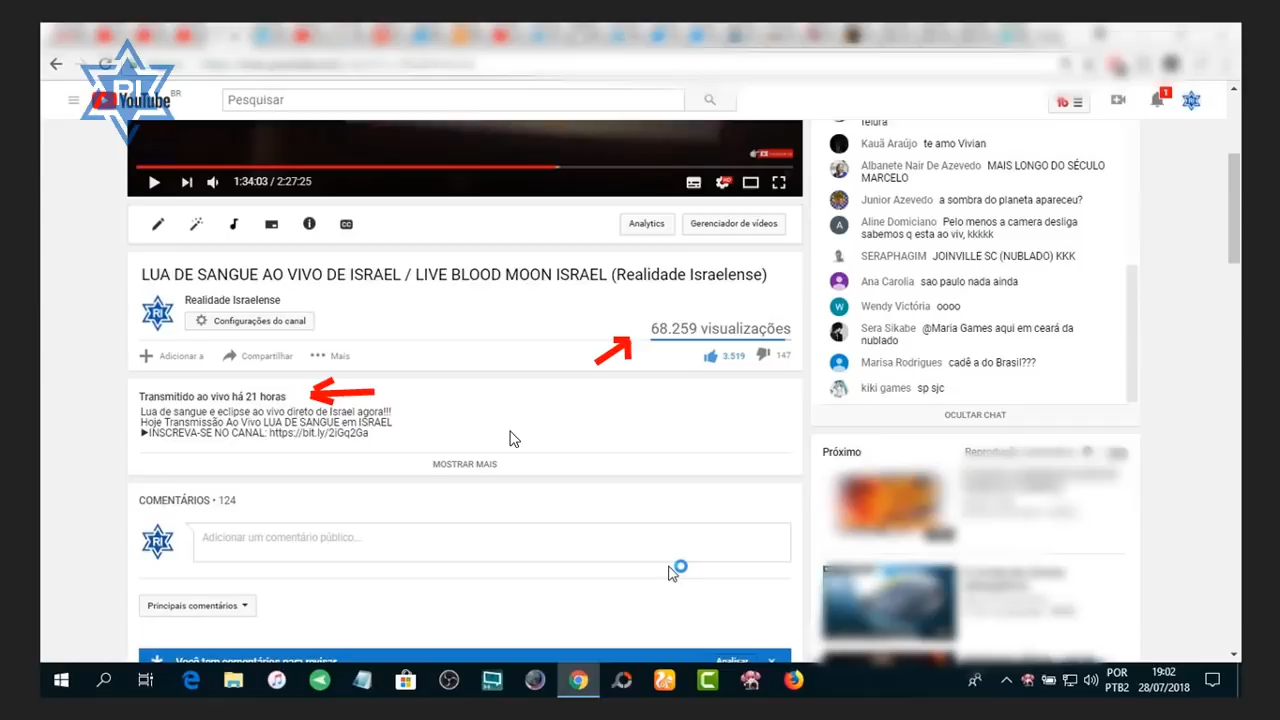 RI
YouTube BR
Pesquisar
1
1:34:03 / 2:27:25
Analytics
Gerenciador de vídeos
LUA DE SANGUE AO VIVO DE ISRAEL / LIVE BLOOD MOON ISRAEL (Realidade Israelense)
RI
Realidade Israelense
Configurações do canal
68.259 visualizações
Adicionar a
Compartilhar
Mais
3.519
147
Transmitido ao vivo há 21 horas
Lua de sangue e eclipse ao vivo direto de Israel agora!!!
Hoje Transmissão Ao Vivo LUA DE SANGUE em ISRAEL
▶INSCREVA-SE NO CANAL: https://bit.ly/2iGq2Ga
MOSTRAR MAIS
COMENTÁRIOS • 124
RI
Adicionar um comentário público...
Principais comentários
Você tem comentários para revisar
Analisar
Kauã Araújo te amo Vivian
Albanete Nair De Azevedo MAIS LONGO DO SÉCULO
MARCELO
Junior Azevedo a sombra do planeta apareceu?
A
Aline Domiciano Pelo menos a camera desliga
sabemos q esta ao viv, kkkkk
SERAPHAGIM JOINVILLE SC (NUBLADO) KKK
Ana Carolia sao paulo nada ainda
W
Wendy Victória oooo
Sera Sikabe @Maria Games aqui em ceará da
nublado
Marisa Rodrigues cadê a do Brasil???
kiki games sp sjc
OCULTAR CHAT
Próximo
POR
PTB2
19:02
28/07/2018